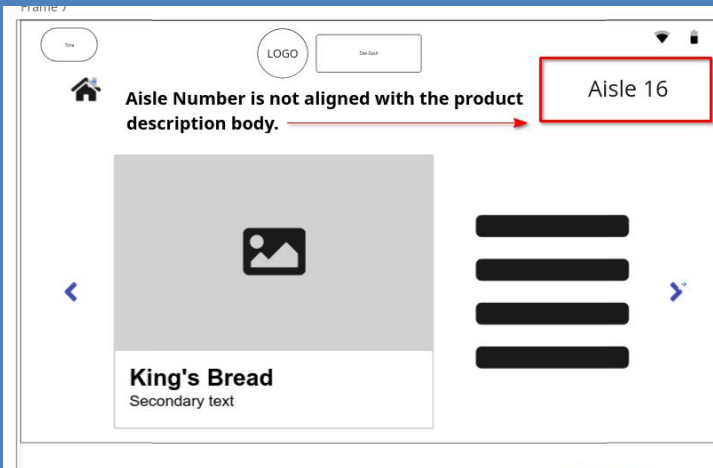 Frame 7
Time
LOGO
Aisle 16
Aisle Number is not aligned with the product
description body.
King's Bread
Secondary text